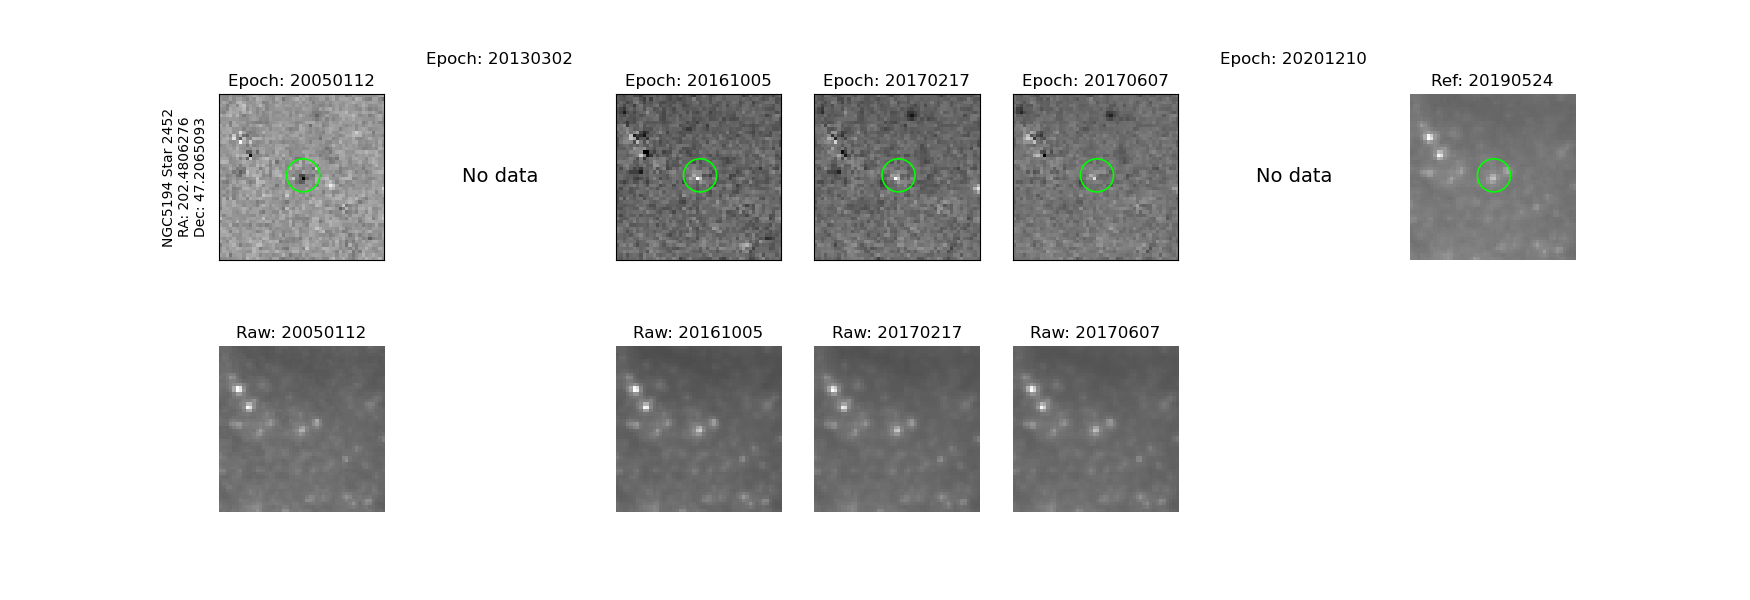 Epoch: 20130302
Epoch: 20201210
Epoch: 20050112
Epoch: 20161005
Epoch: 20170217
Epoch: 20170607
Ref: 20190524
NGC5194 Star 2452
RA: 202.4806276
Dec: 47.2065093
No data
No data
Raw: 20050112
Raw: 20161005
Raw: 20170217
Raw: 20170607